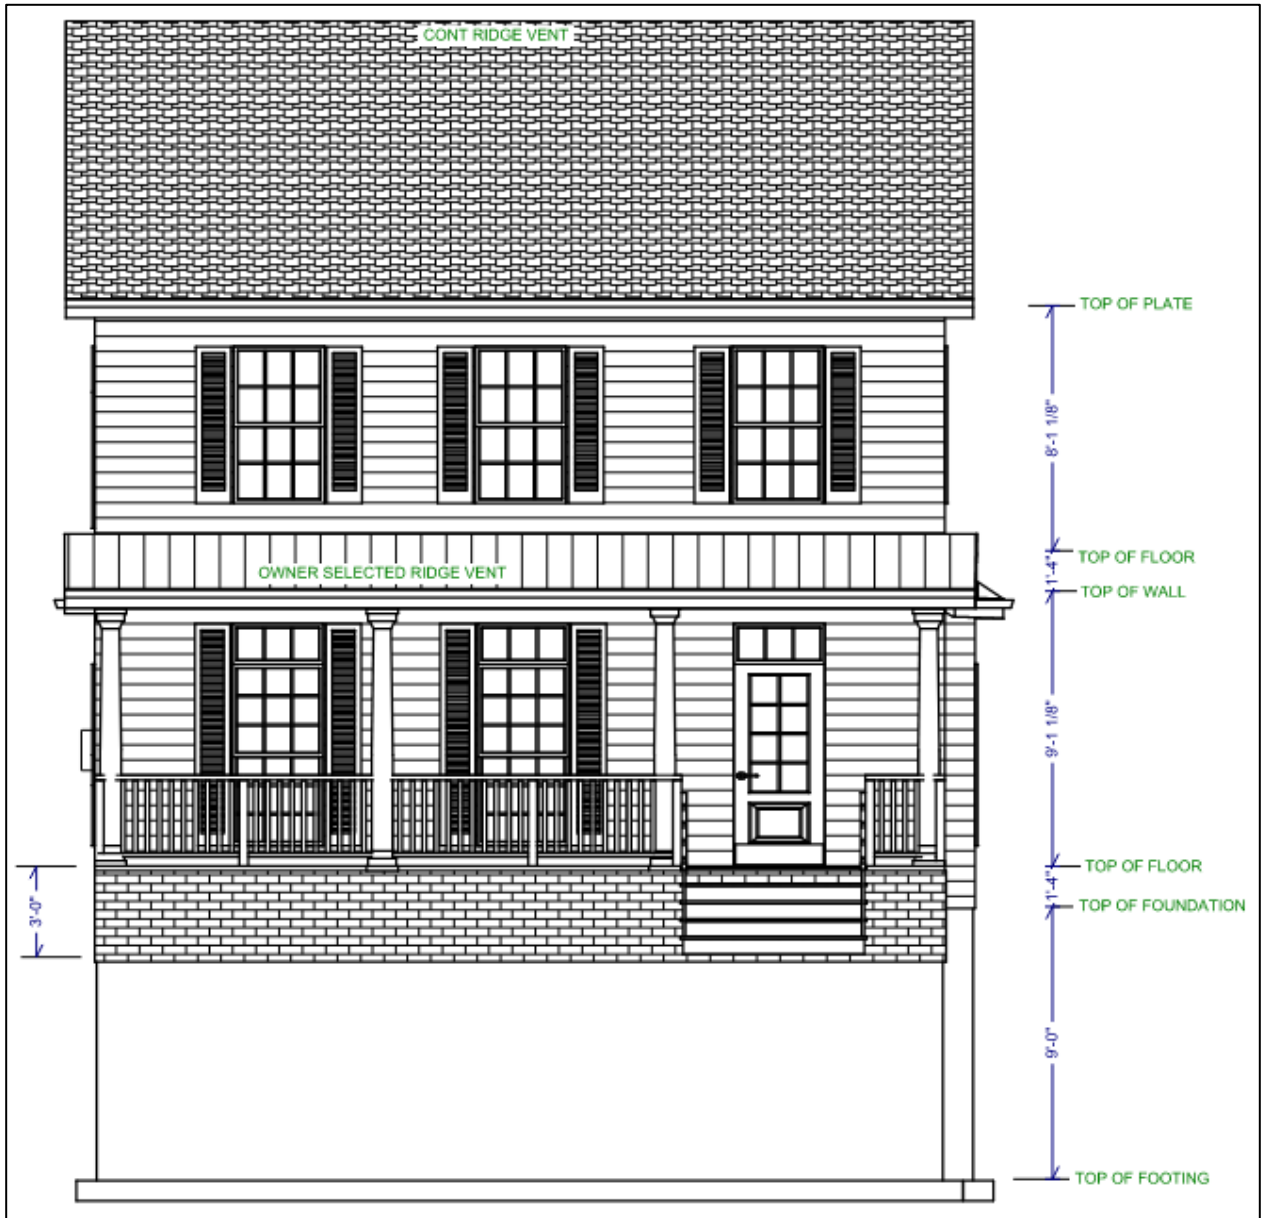 CONT RIDGE VENT
TOP OF PLATE
8'-1 1/8"
TOP OF FLOOR
1'-4"
OWNER SELECTED RIDGE VENT
TOP OF WALL
9'-1 1/8"
TOP OF FLOOR
1'-4"
3'-0"
TOP OF FOUNDATION
9'-0"
TOP OF FOOTING